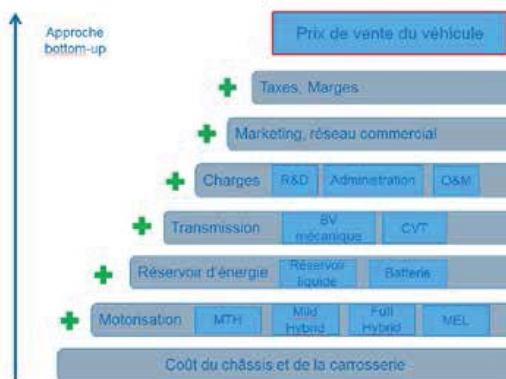 Approche
bottom-up
Prix de vente du véhicule
+ Taxes, Marges
+ Marketing, réseau commercial
+ Charges R&D Administration O&M
+ Transmission BV mécanique CVT
+ Réservoir d'énergie Réservoir liquide Batterie
+ Motorisation MTH Mild Hybrid Full Hybrid MEL
Coût du châssis et de la carrosserie